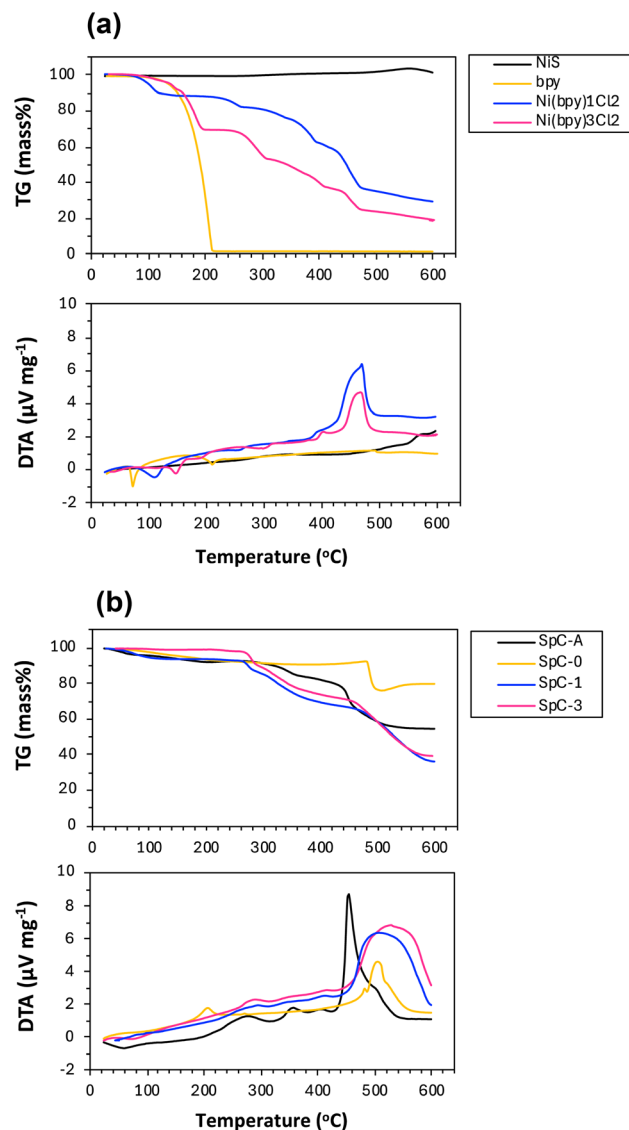 (a)
TG (mass%)
120
100
80
60
40
20
0
0 100 200 300 400 500 600
NiS
bpy
Ni(bpy)1Cl2
Ni(bpy)3Cl2
DTA (µV mg-1)
10
8
6
4
2
0
-2
0 100 200 300 400 500 600
Temperature (oC)
(b)
TG (mass%)
100
80
60
40
20
0
0 100 200 300 400 500 600
SpC-A
SpC-0
SpC-1
SpC-3
DTA (µV mg-1)
10
8
6
4
2
0
-2
0 100 200 300 400 500 600
Temperature (oC)